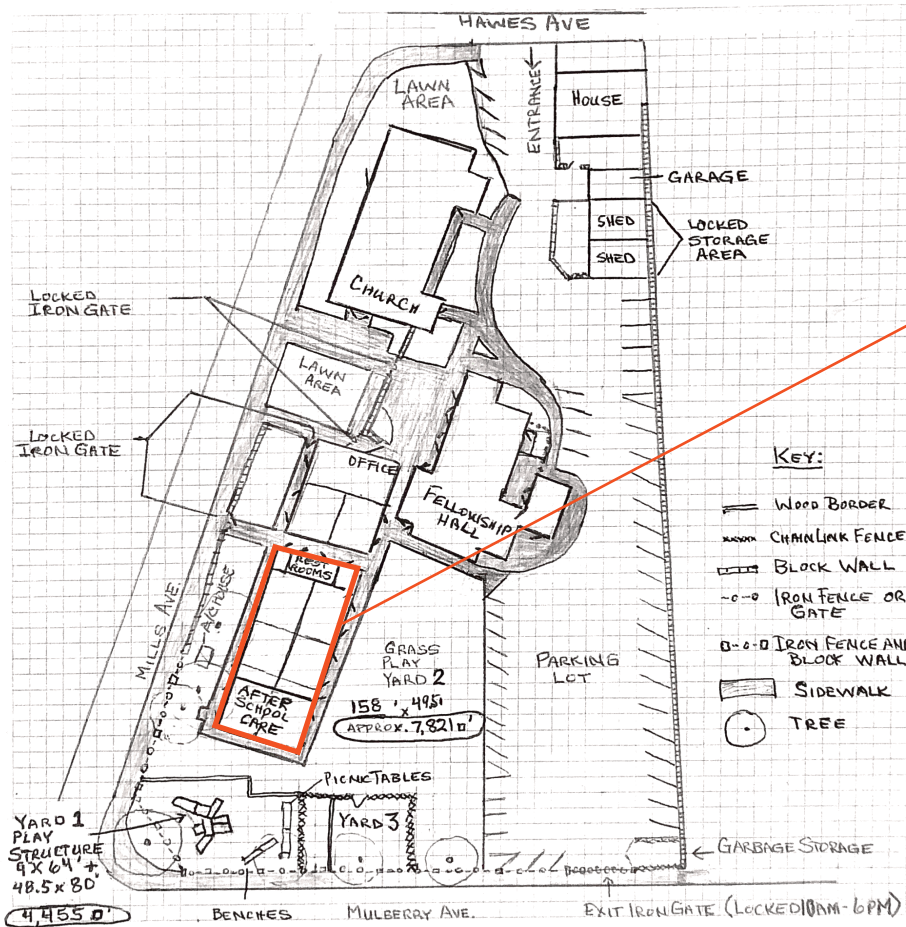 HAWES AVE
LAWN
AREA
ENTRANCE
HOUSE
GARAGE
SHED
SHED
LOCKED
STORAGE
AREA
CHURCH
LOCKED
IRON GATE
LAWN
AREA
LOCKED
IRON GATE
OFFICE
FELLOWSHIP
HALL
KEY:
WOOD BORDER
CHAINLINK FENCE
BLOCK WALL
IRON FENCE OR
GATE
IRON FENCE AND
BLOCK WALL
SIDEWALK
TREE
REST
ROOMS
MILLS AVE.
A/C HOUSE
GRASS
PLAY
YARD 2
158' x 49.5'
APPROX. 7,821 □'
PARKING
LOT
AFTER
SCHOOL
CARE
PICNIC TABLES
YARD 1
PLAY
STRUCTURE
9 X 64' +
48.5 x 80'
4,455 □'
YARD 3
GARBAGE STORAGE
BENCHES
MULBERRY AVE.
EXIT IRON GATE (LOCKED 10AM-6PM)